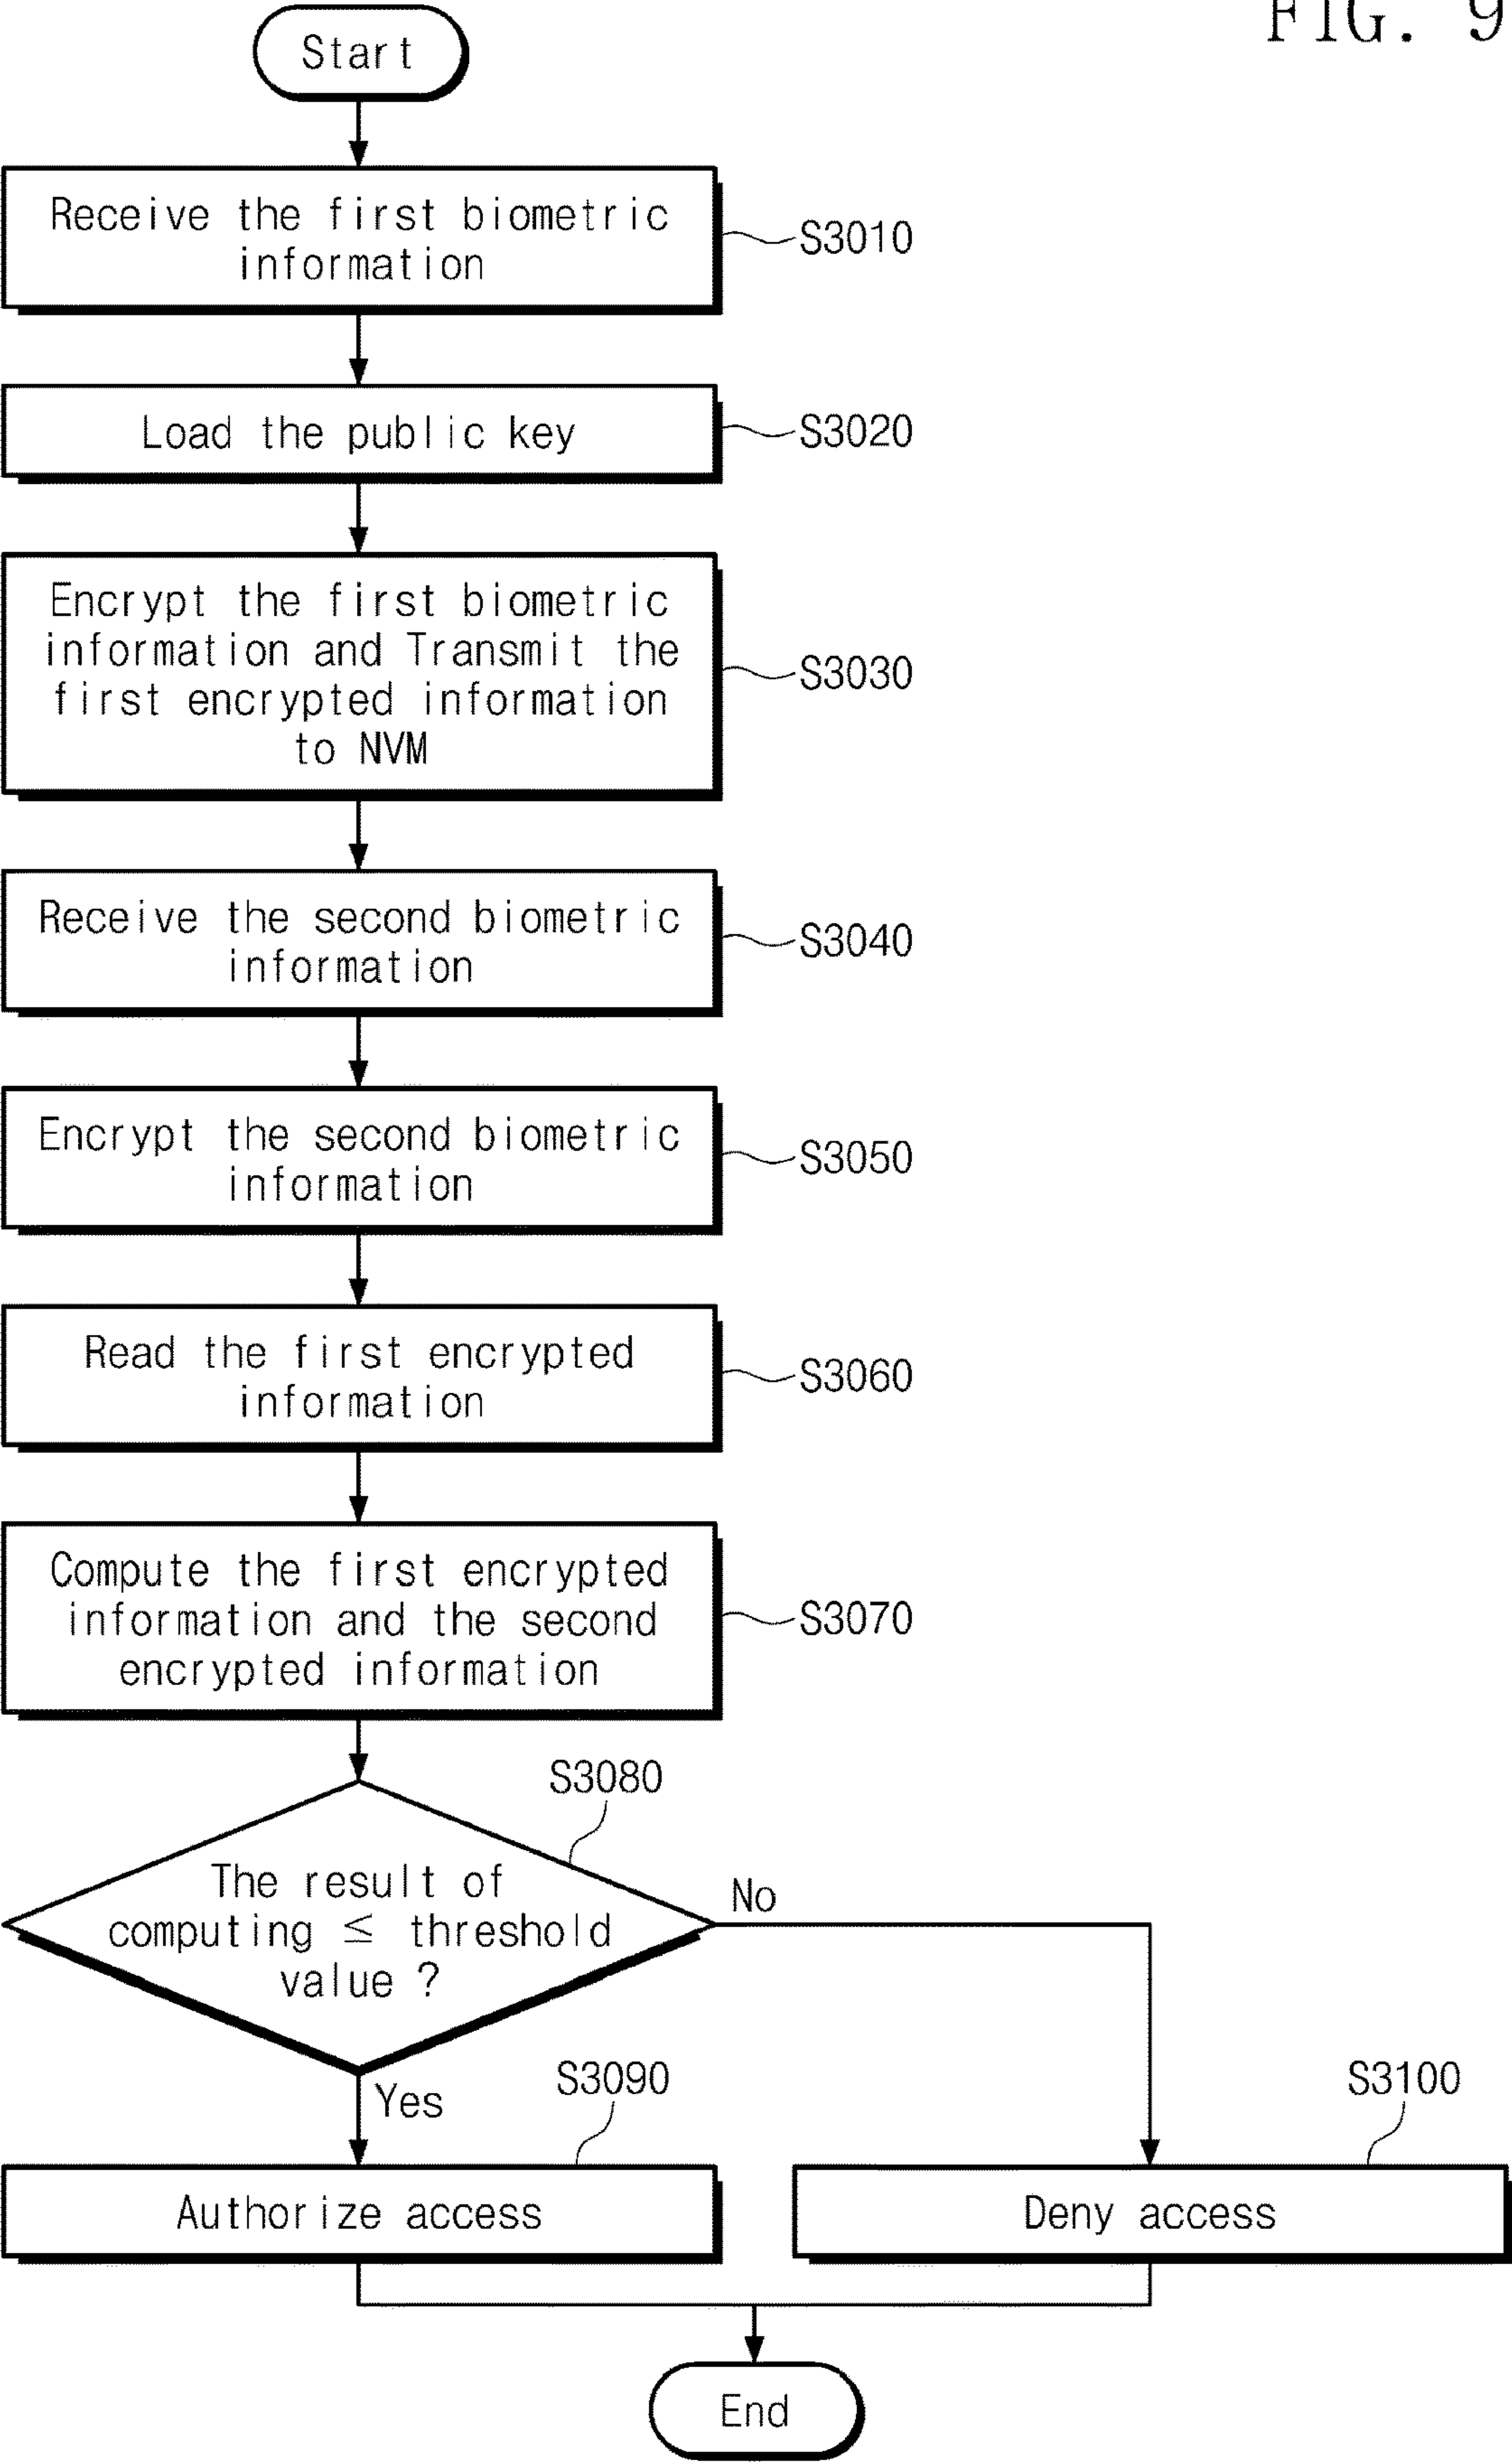 FIG. 9
Start
Receive the first biometric
information
S3010
Load the public key
S3020
Encrypt the first biometric
information and Transmit the
first encrypted information
to NVM
S3030
Receive the second biometric
information
S3040
Encrypt the second biometric
information
S3050
Read the first encrypted
information
S3060
Compute the first encrypted
information and the second
encrypted information
S3070
S3080
The result of
computing ≤ threshold
value ?
No
Yes
S3090
S3100
Authorize access
Deny access
End